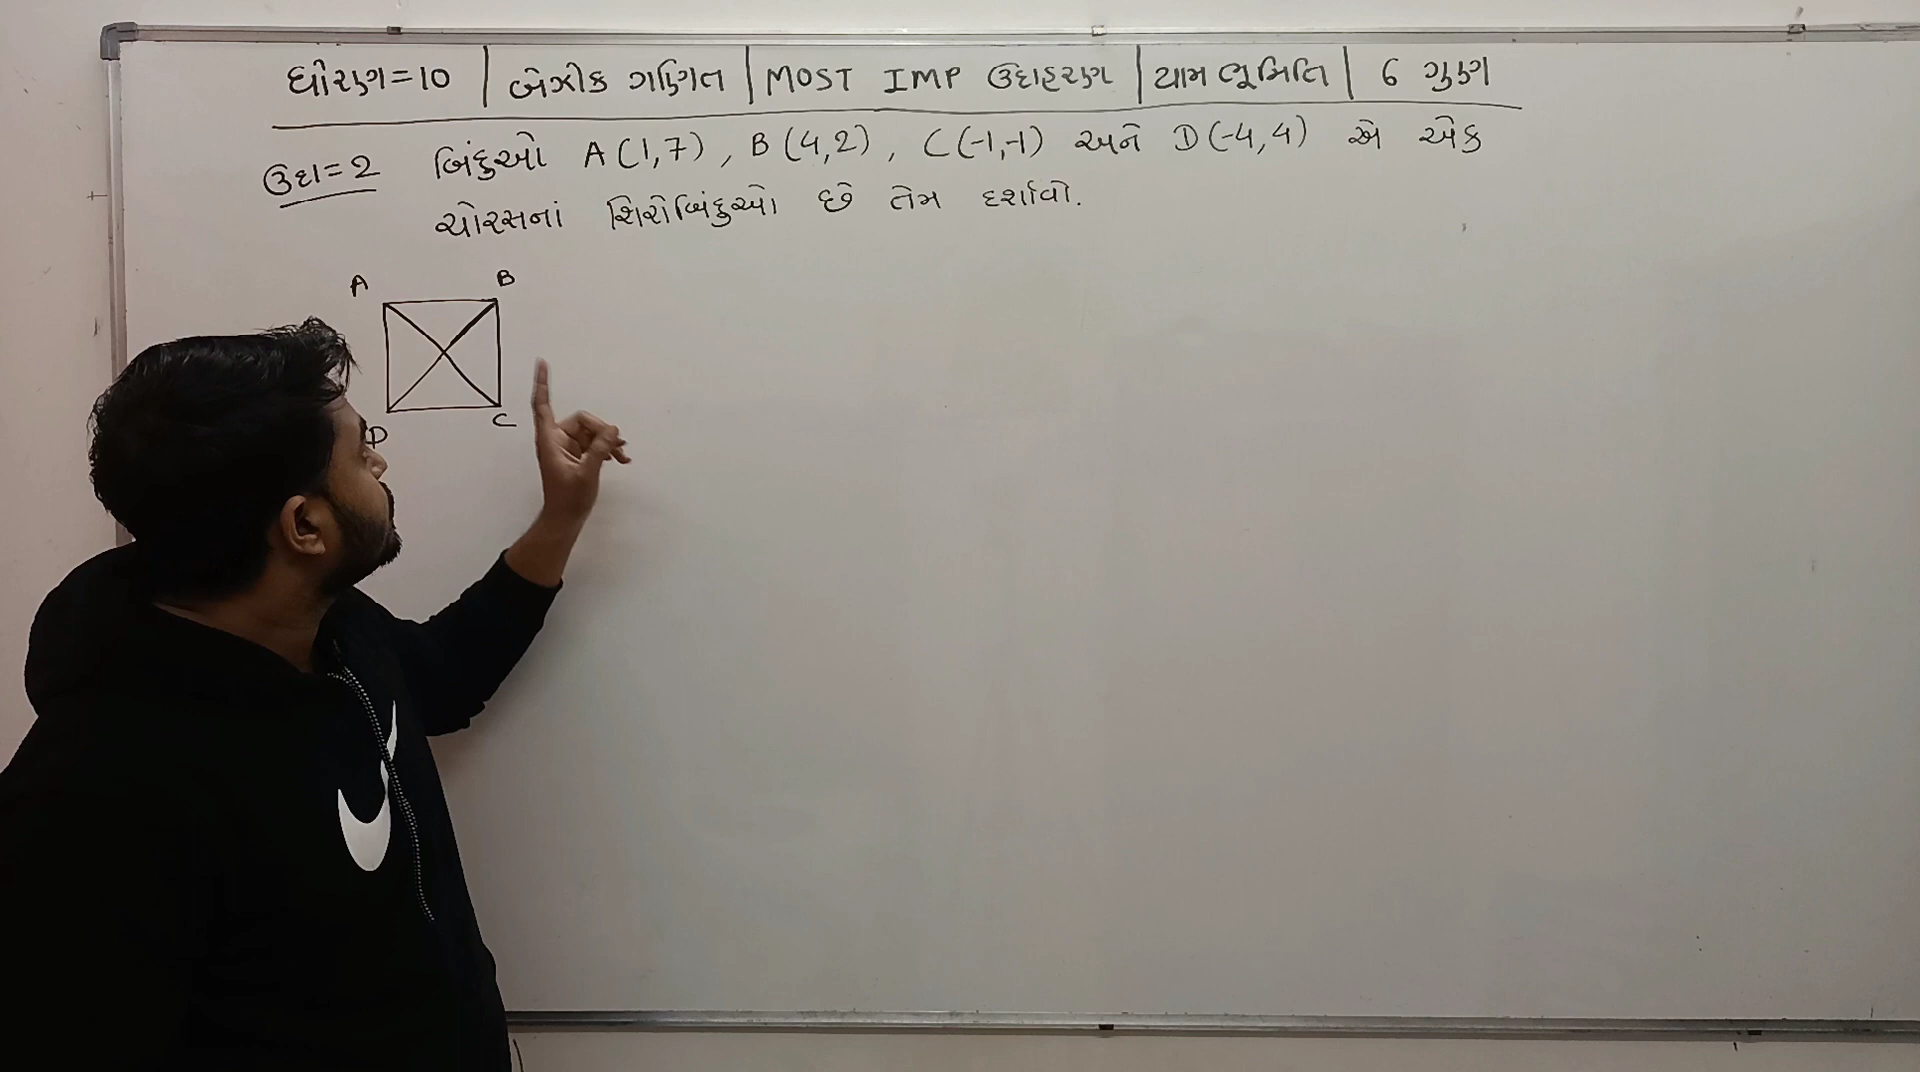 ધોરણ=10 | બેઝીક ગણિત | MOST IMP ઉદાહરણ | યામ ભૂમિતિ | 6 ગુણ
ઉદા=2 બિંદુઓ A(1,7), B(4,2), C(-1,-1) અને D(-4,4) એ એક
ચોરસનાં શિરોબિંદુઓ છે તેમ દર્શાવો.
A B
D C